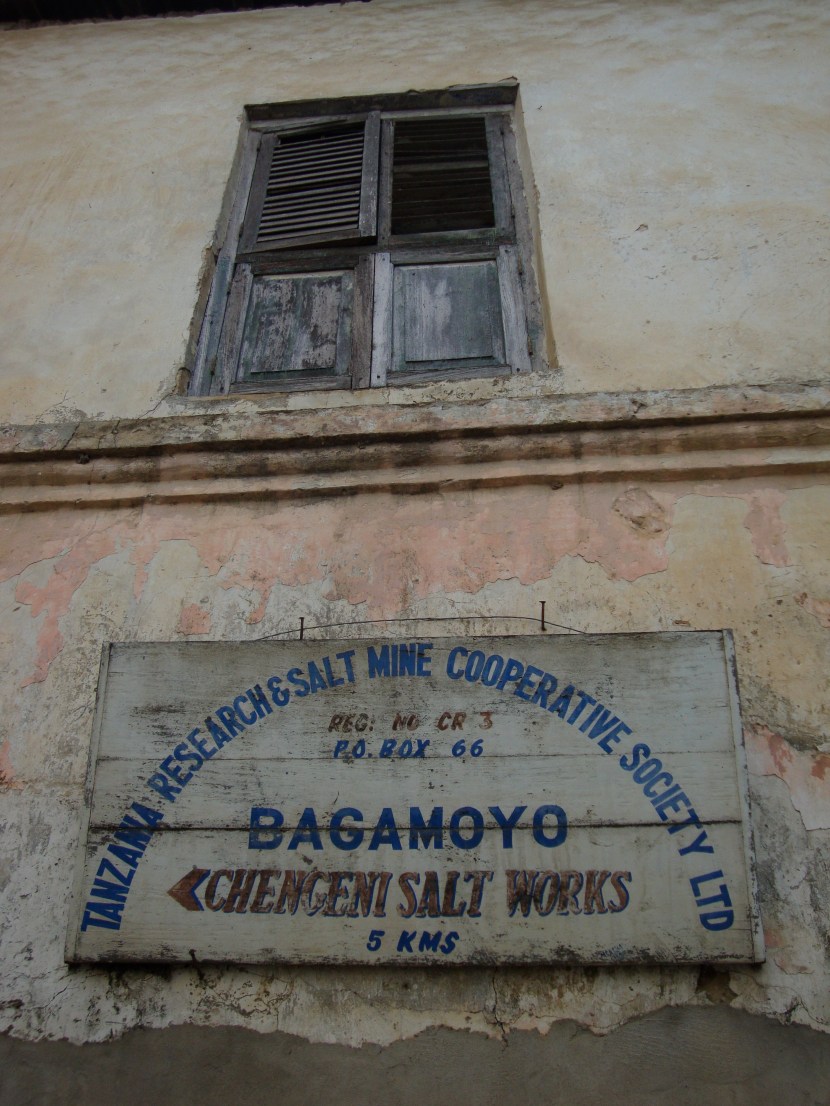 TANZANIA RESEARCH & SALT MINE COOPERATIVE SOCIETY LTD
REG: NO CR 3
P.O. BOX 66
BAGAMOYO
CHENGENI SALT WORKS
5 KMS